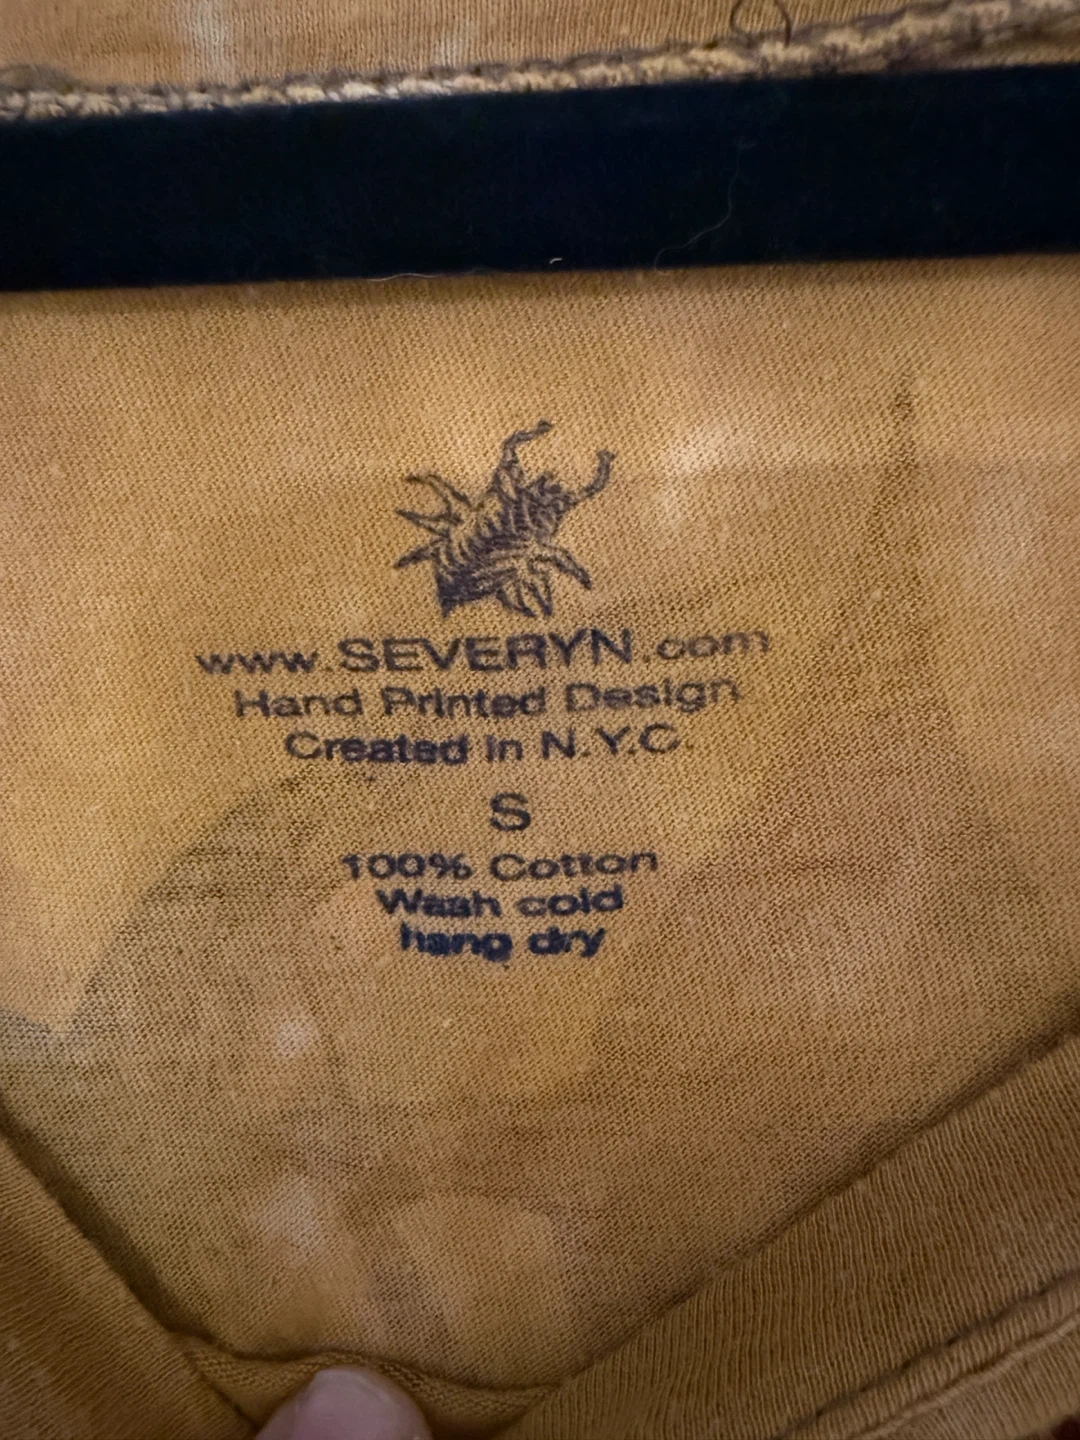 www.SEVERYN.com
Hand Printed Design
Created in N.Y.C.
S
100% Cotton
Wash cold
hang dry